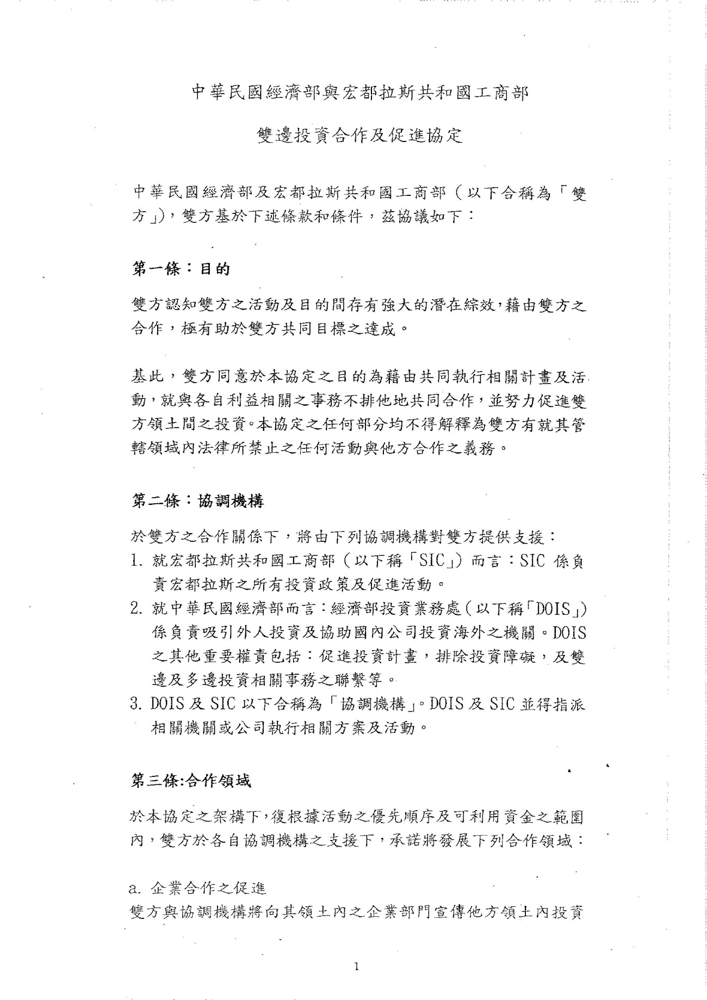 中華民國經濟部與宏都拉斯共和國工商部
雙邊投資合作及促進協定
中華民國經濟部及宏都拉斯共和國工商部（以下合稱為「雙
方」），雙方基於下述條款和條件，茲協議如下：
第一條：目的
雙方認知雙方之活動及目的間存有強大的潛在綜效，藉由雙方之
合作，極有助於雙方共同目標之達成。
基此，雙方同意於本協定之目的為藉由共同執行相關計畫及活
動，就與各自利益相關之事務不排他地共同合作，並努力促進雙
方領土間之投資。本協定之任何部分均不得解釋為雙方有就其管
轄領域內法律所禁止之任何活動與他方合作之義務。
第二條：協調機構
於雙方之合作關係下，將由下列協調機構對雙方提供支援：
1. 就宏都拉斯共和國工商部（以下稱「SIC」）而言：SIC 係負
責宏都拉斯之所有投資政策及促進活動。
2. 就中華民國經濟部而言：經濟部投資業務處（以下稱「DOIS」）
係負責吸引外人投資及協助國內公司投資海外之機關。DOIS
之其他重要權責包括：促進投資計畫，排除投資障礙，及雙
邊及多邊投資相關事務之聯繫等。
3. DOIS 及 SIC 以下合稱為「協調機構」。DOIS 及 SIC 並得指派
相關機關或公司執行相關方案及活動。
第三條:合作領域
於本協定之架構下，復根據活動之優先順序及可利用資金之範圍
內，雙方於各自協調機構之支援下，承諾將發展下列合作領域：
a. 企業合作之促進
雙方與協調機構將向其領土內之企業部門宣傳他方領土內投資
1